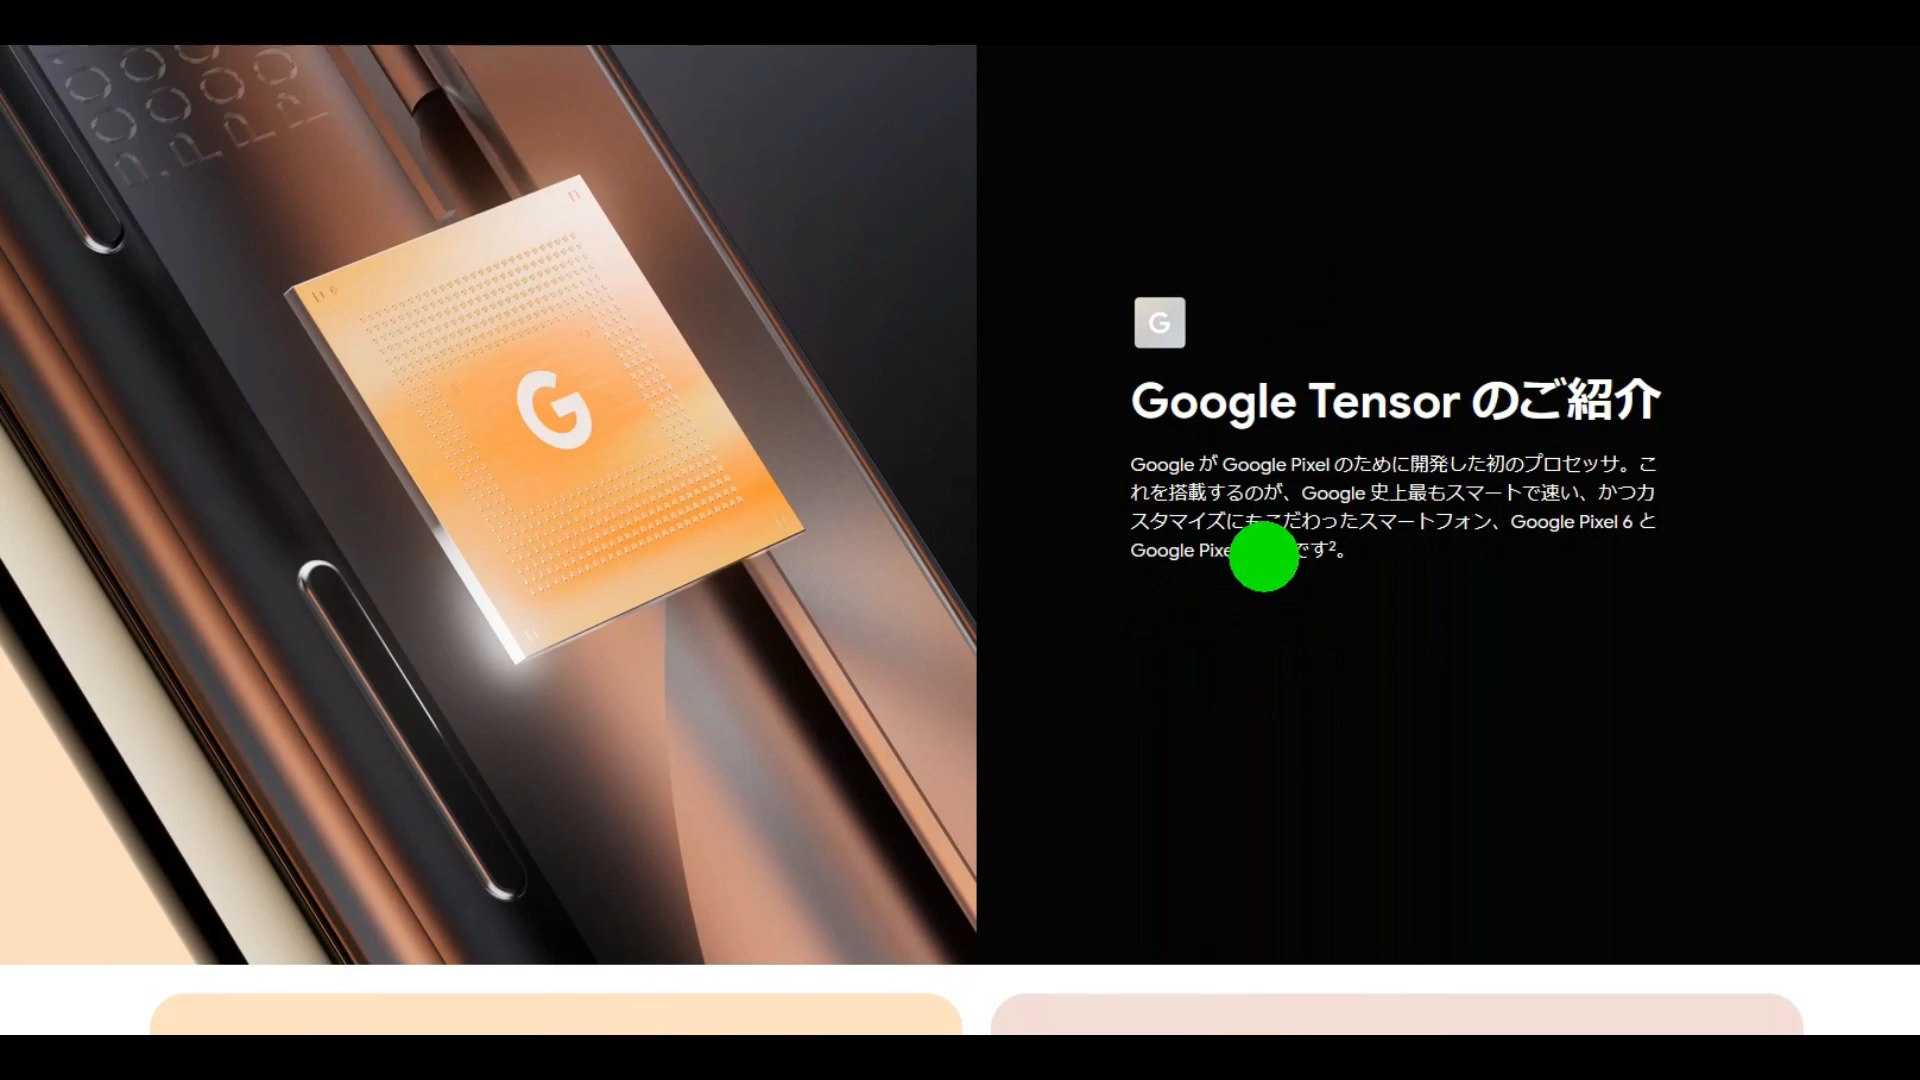 G
G
Google Tensor のご紹介
Google が Google Pixel のために開発した初のプロセッサ。こ
れを搭載するのが、Google 史上最もスマートで速い、かつカ
スタマイズにもこだわったスマートフォン、Google Pixel 6 と
Google です²。